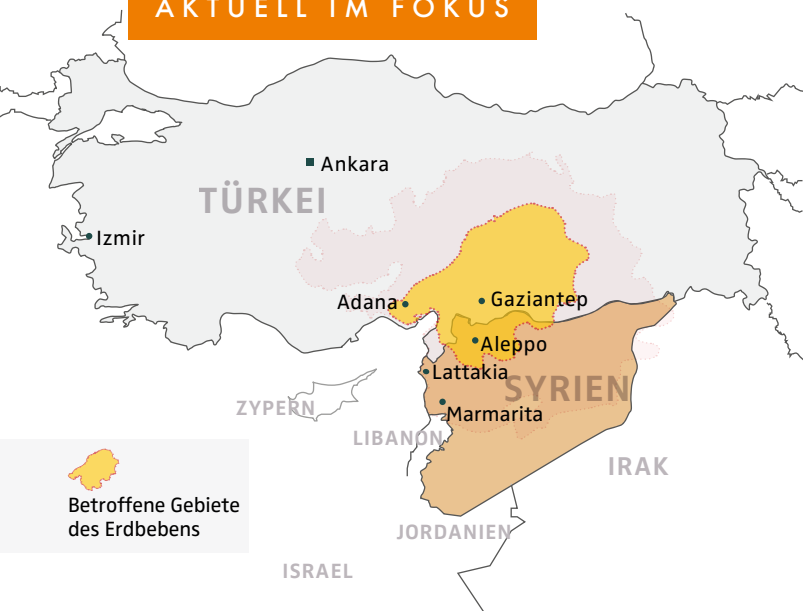 AKTUELL IM FOKUS
Ankara
TÜRKEI
Izmir
Adana
Gaziantep
Aleppo
Lattakia
SYRIEN
ZYPERN
Marmarita
LIBANON
IRAK
Betroffene Gebiete
des Erdbebens
JORDANIEN
ISRAEL